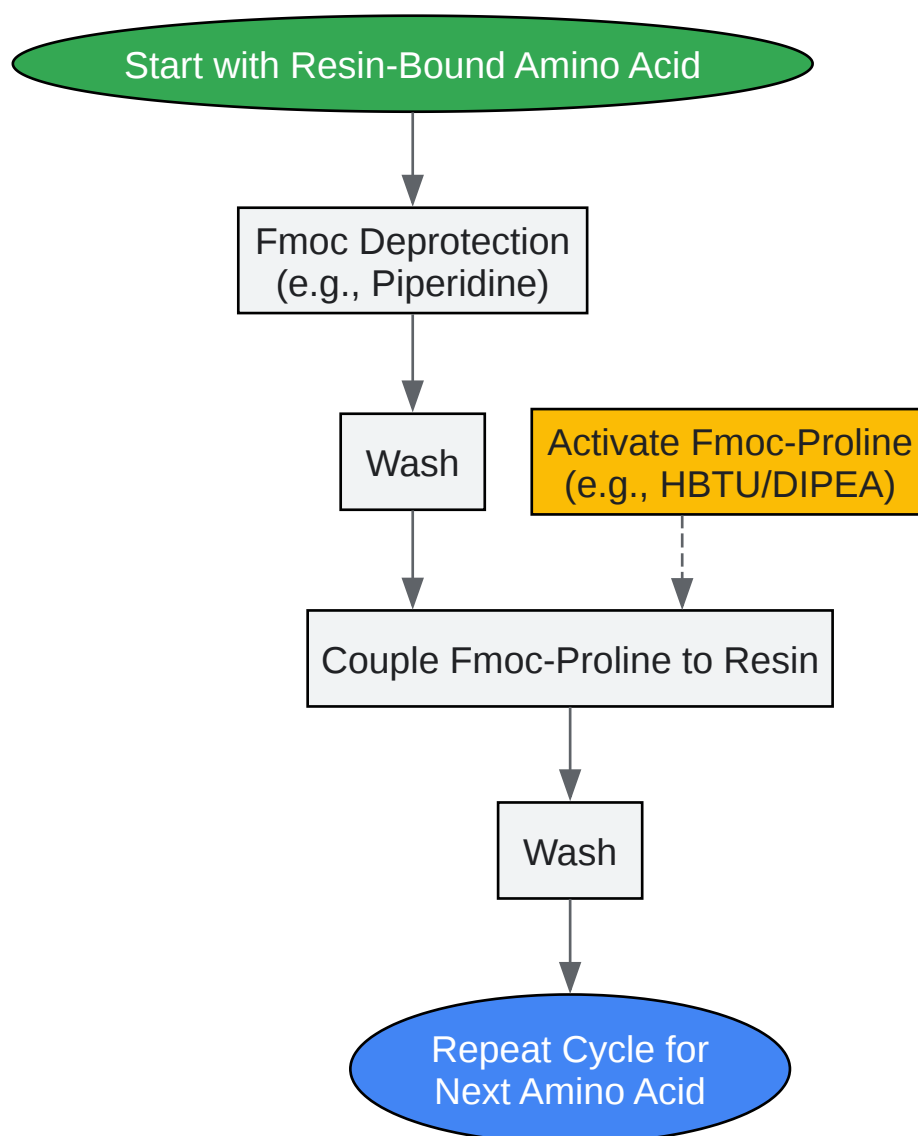 Start with Resin-Bound Amino Acid
Fmoc Deprotection
(e.g., Piperidine)
Wash
Activate Fmoc-Proline
(e.g., HBTU/DIPEA)
Couple Fmoc-Proline to Resin
Wash
Repeat Cycle for
Next Amino Acid